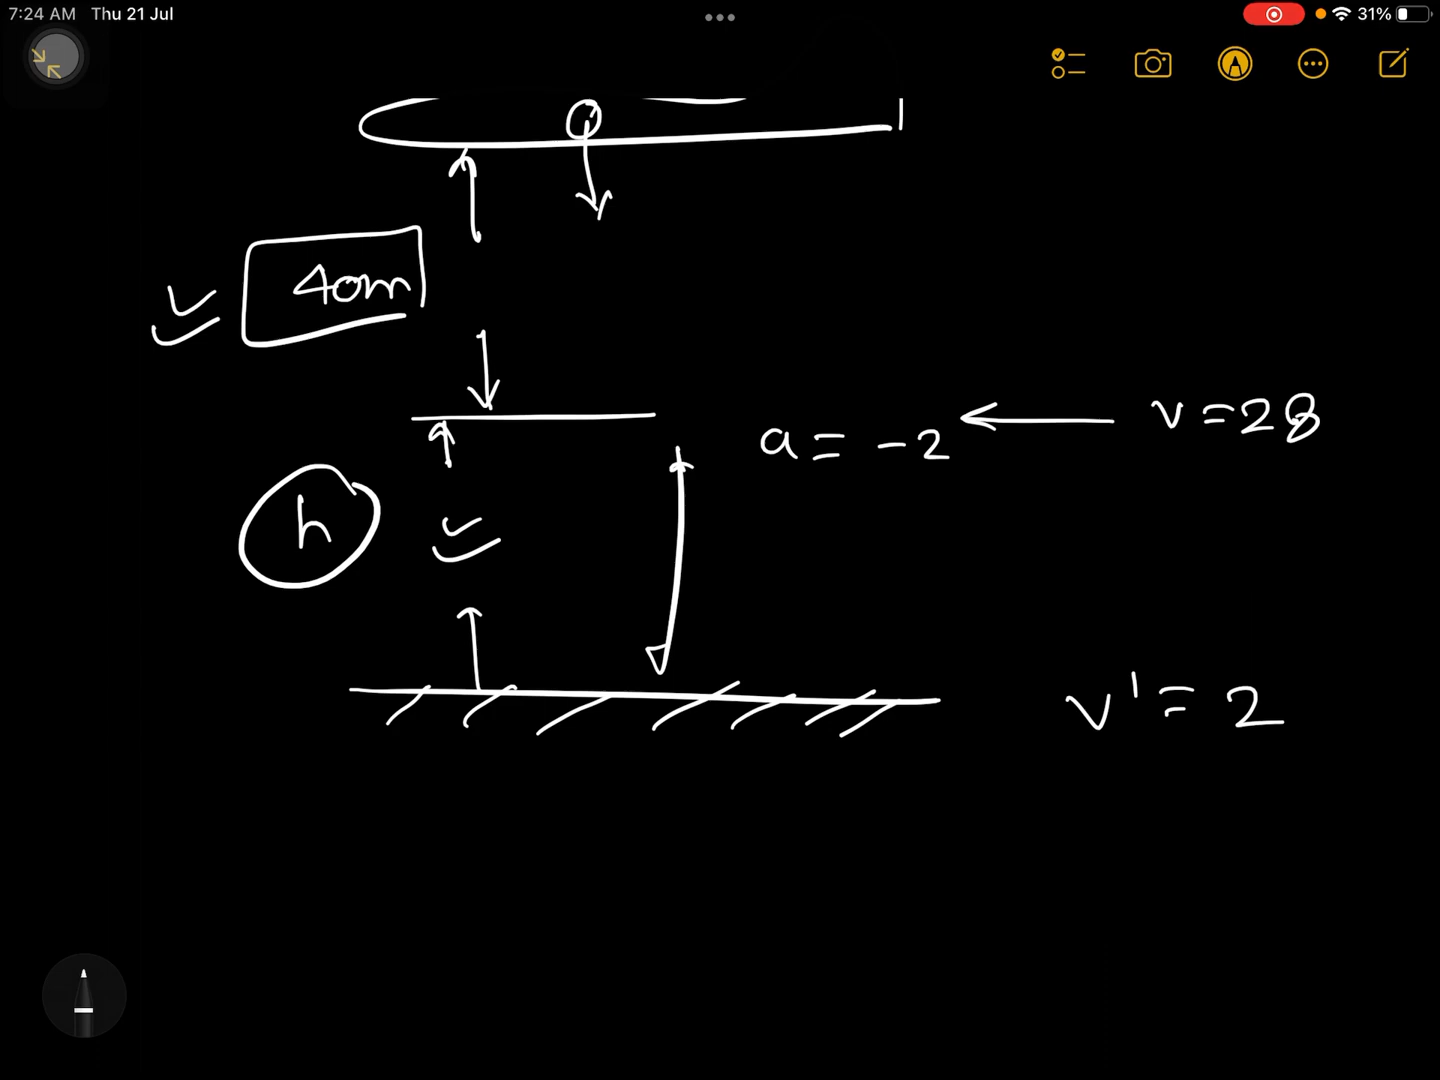 7:24 AM Thu 21 Jul
31%
40m
a = -2
v = 28
h
v' = 2